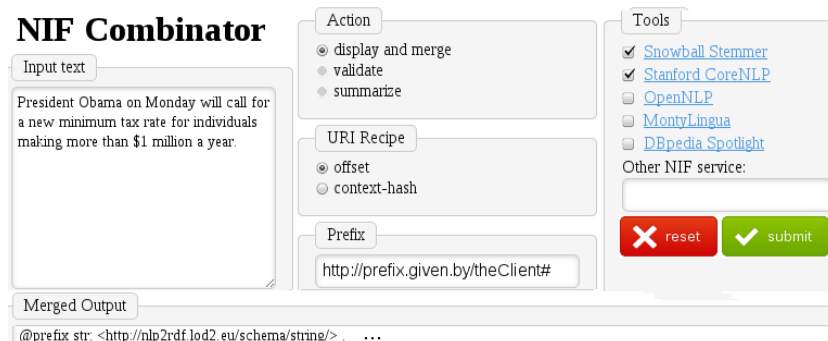 NIF Combinator
Input text
President Obama on Monday will call for
a new minimum tax rate for individuals
making more than $1 million a year.
Action
display and merge
validate
summarize
URI Recipe
offset
context-hash
Prefix
http://prefix.given.by/theClient#
Tools
Snowball Stemmer
Stanford CoreNLP
OpenNLP
MontyLingua
DBpedia Spotlight
Other NIF service:
reset
submit
Merged Output
@prefix str: <http://nlp2rdf.lod2.eu/schema/string/> . ...